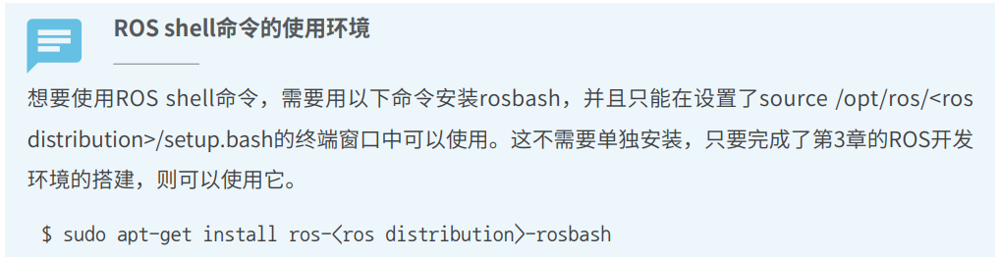 ROS shell命令的使用环境
想要使用ROS shell命令，需要用以下命令安装rosbash，并且只能在设置了source /opt/ros/<ros
distribution>/setup.bash的终端窗口中可以使用。这不需要单独安装，只要完成了第3章的ROS开发
环境的搭建，则可以使用它。
$ sudo apt-get install ros-<ros distribution>-rosbash